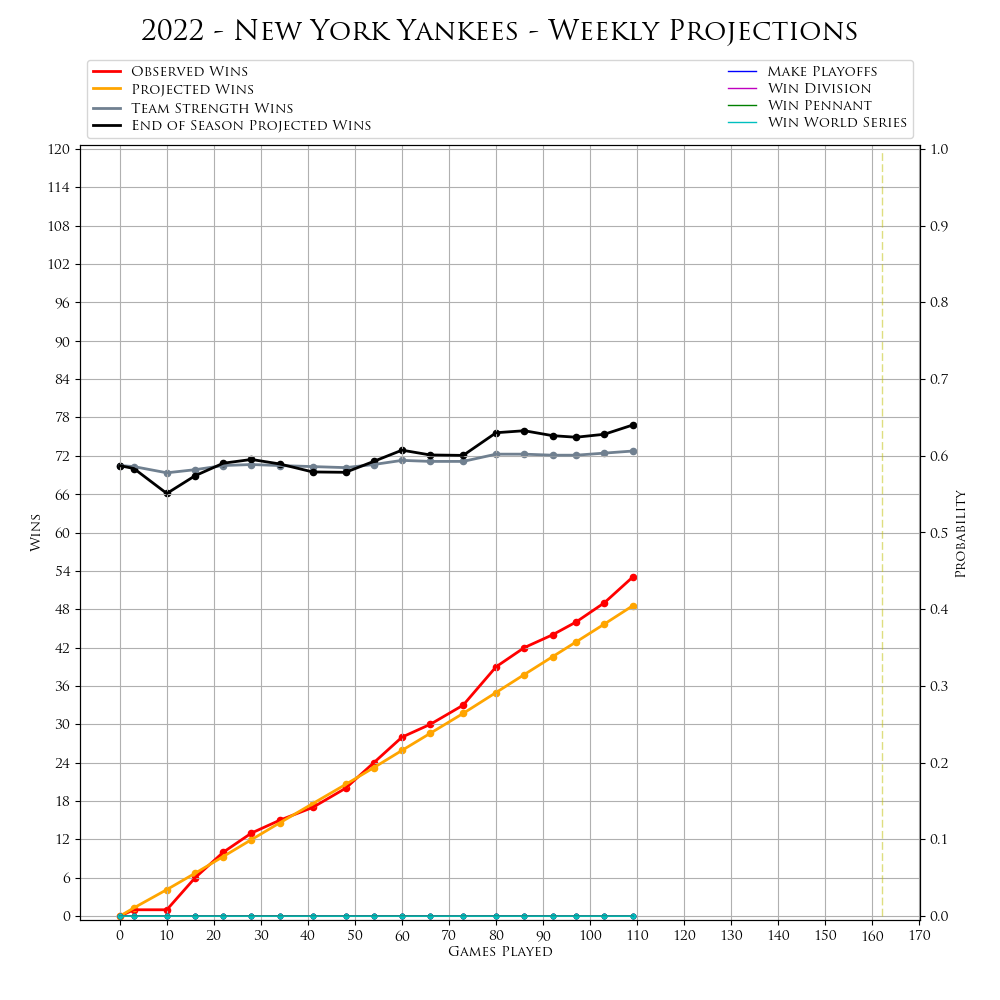 2022 - New York Yankees - Weekly Projections
Observed Wins
Projected Wins
Team Strength Wins
End of Season Projected Wins
Make Playoffs
Win Division
Win Pennant
Win World Series
120
114
108
102
96
90
84
78
72
66
60
54
48
42
36
30
24
18
12
6
0
Wins
1.0
0.9
0.8
0.7
0.6
0.5
0.4
0.3
0.2
0.1
0.0
Probability
0 10 20 30 40 50 60 70 80 90 100 110 120 130 140 150 160 170
Games Played